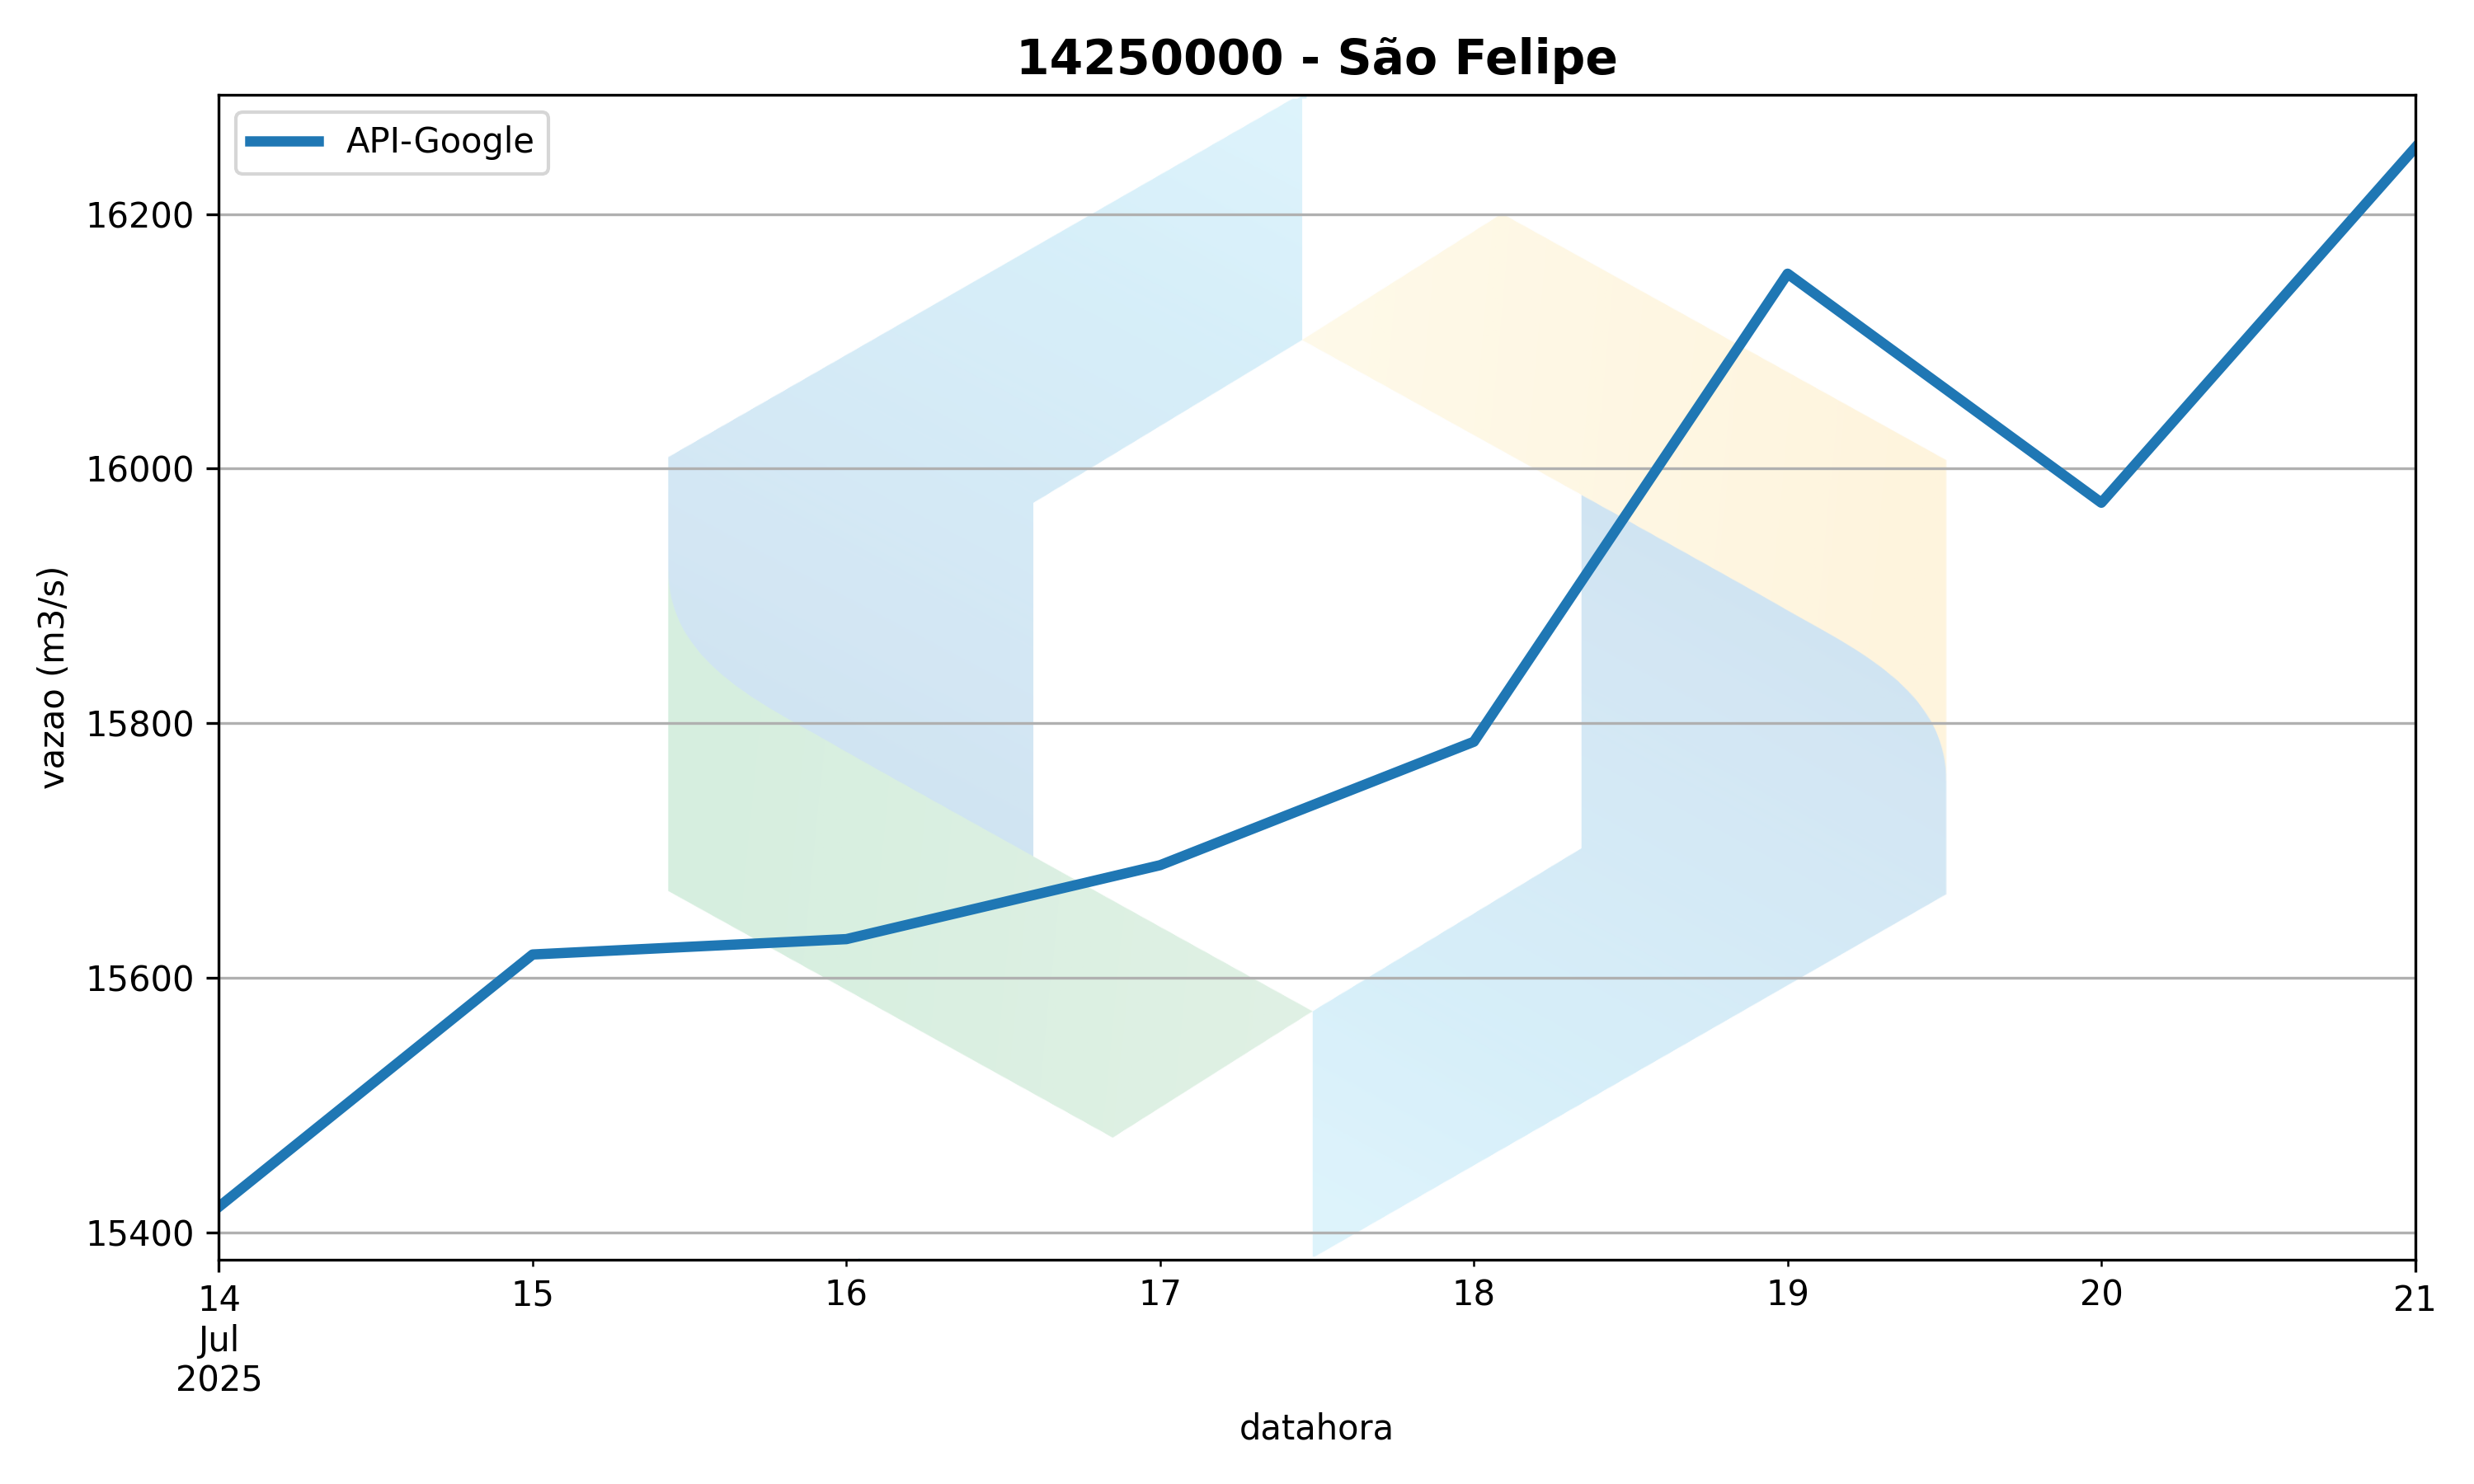 14250000 - São Felipe
API-Google
16200
16000
15800
15600
15400
vazao (m3/s)
14 15 16 17 18 19 20 21
Jul
2025
datahora